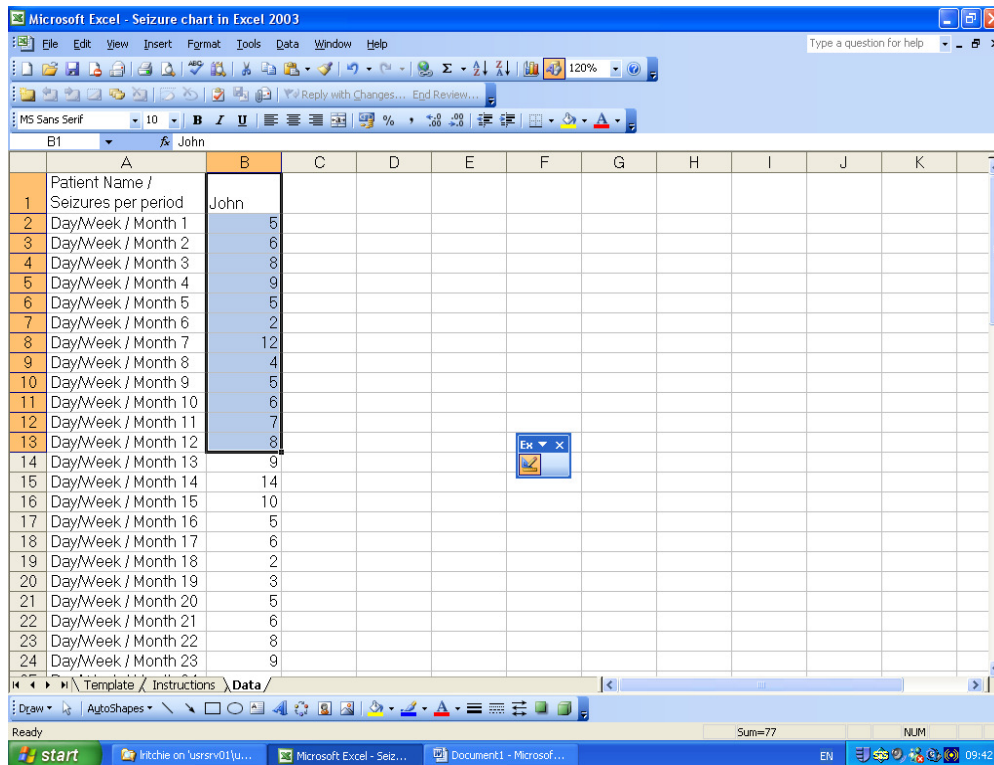 Microsoft Excel - Seizure chart in Excel 2003
File Edit View Insert Format Tools Data Window Help Type a question for help
ABC Σ A Z Z A 120%
Reply with Changes... End Review...
MS Sans Serif 10 B I U % , .0 .00 .00 .0 A
B1 fx John
A B C D E F G H I J K
Patient Name /
1 Seizures per period John
2 Day/Week / Month 1 5
3 Day/Week / Month 2 6
4 Day/Week / Month 3 8
5 Day/Week / Month 4 9
6 Day/Week / Month 5 5
7 Day/Week / Month 6 2
8 Day/Week / Month 7 12
9 Day/Week / Month 8 4
10 Day/Week / Month 9 5
11 Day/Week / Month 10 6
12 Day/Week / Month 11 7
13 Day/Week / Month 12 8
Ex
14 Day/Week / Month 13 9
15 Day/Week / Month 14 14
16 Day/Week / Month 15 10
17 Day/Week / Month 16 5
18 Day/Week / Month 17 6
19 Day/Week / Month 18 2
20 Day/Week / Month 19 3
21 Day/Week / Month 20 5
22 Day/Week / Month 21 6
23 Day/Week / Month 22 8
24 Day/Week / Month 23 9
Template / Instructions \ Data /
Draw AutoShapes A A
Ready Sum=77 NUM
start lritchie on 'usrsrv01\u... Microsoft Excel - Seiz... Document1 - Microsof... EN 09:42